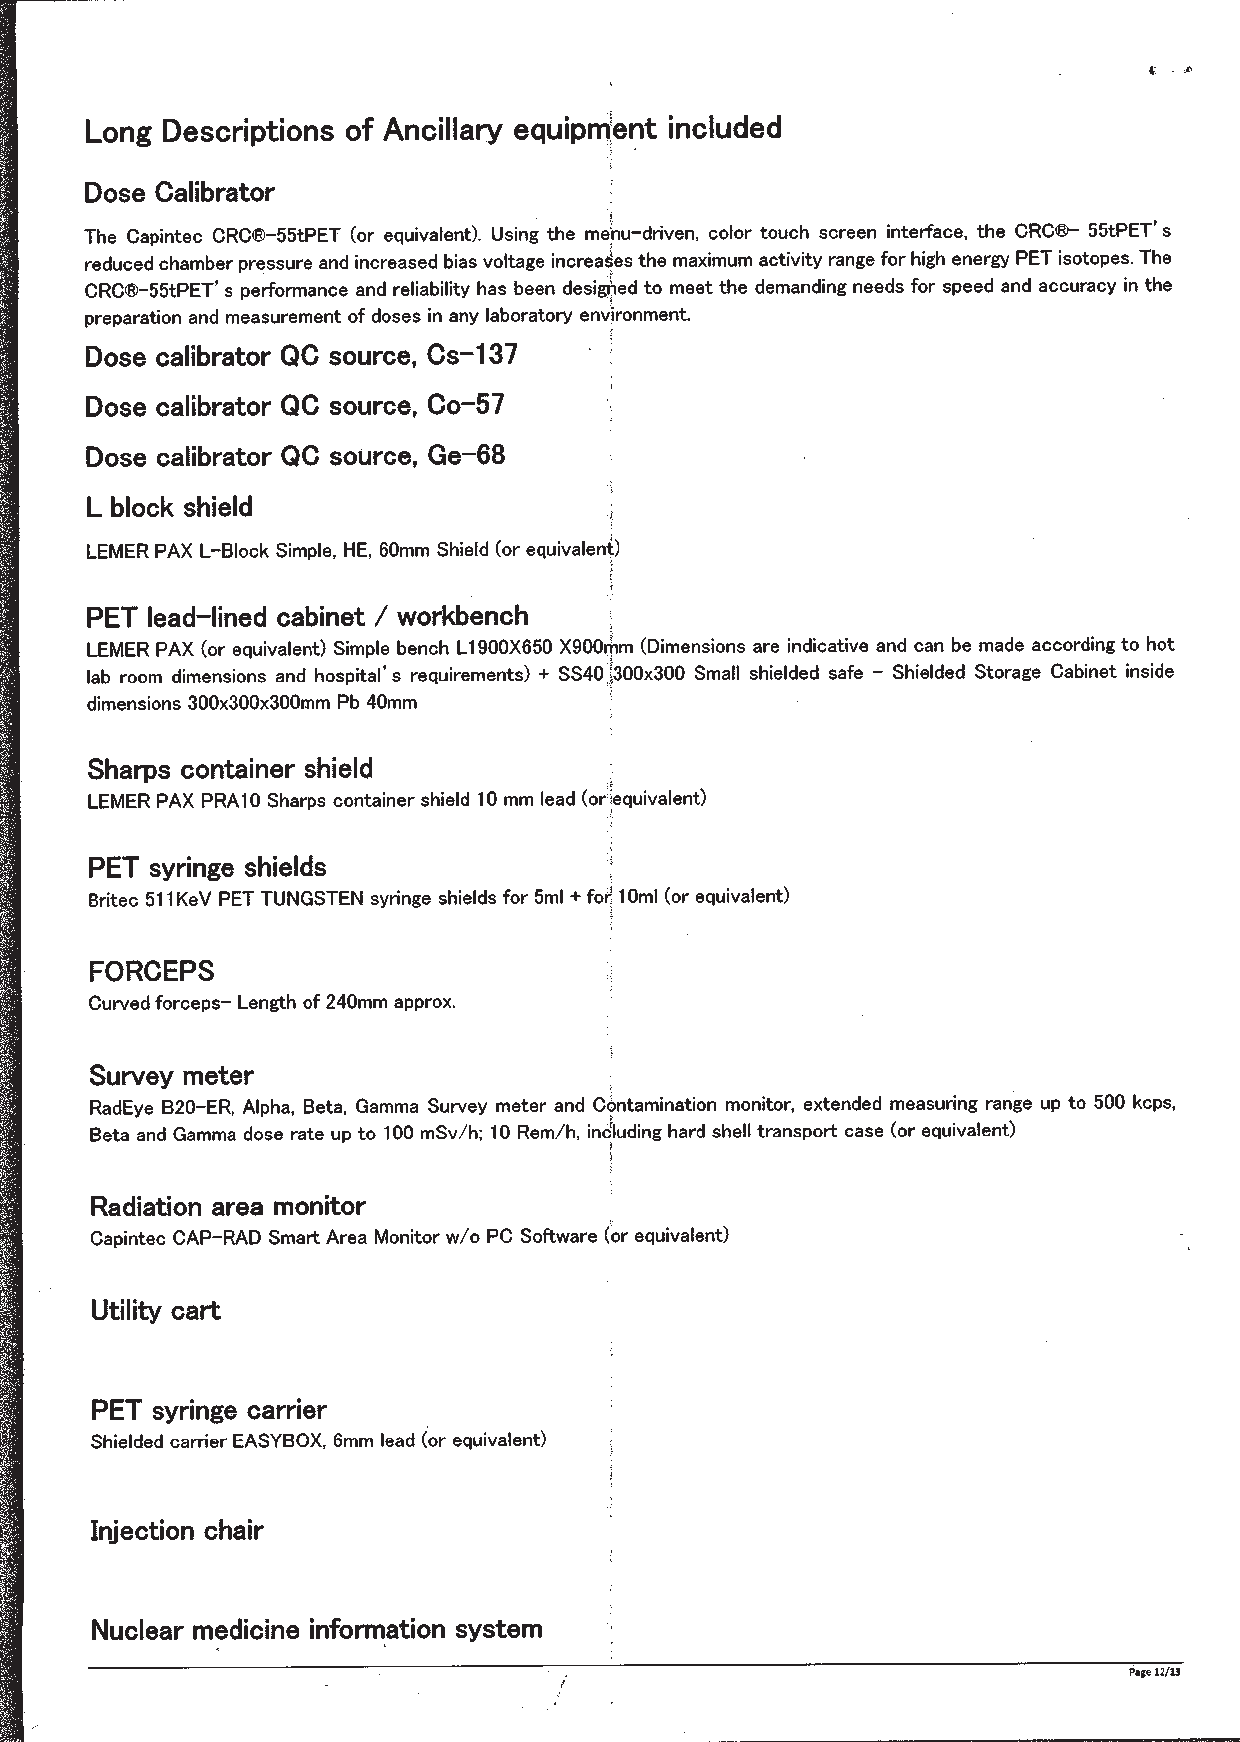 Long Descriptions of Ancillary equipment included
Dose Calibrator
The Capintec CRC®-55tPET (or equivalent). Using the menu-driven, color touch screen interface, the CRC®- 55tPET's
reduced chamber pressure and increased bias voltage increases the maximum activity range for high energy PET isotopes. The
CRC®-55tPET's performance and reliability has been designed to meet the demanding needs for speed and accuracy in the
preparation and measurement of doses in any laboratory environment.
Dose calibrator QC source, Cs-137
Dose calibrator QC source, Co-57
Dose calibrator QC source, Ge-68
L block shield
LEMER PAX L-Block Simple, HE, 60mm Shield (or equivalent)
PET lead-lined cabinet / workbench
LEMER PAX (or equivalent) Simple bench L1900X650 X900mm (Dimensions are indicative and can be made according to hot
lab room dimensions and hospital's requirements) + SS40 300x300 Small shielded safe - Shielded Storage Cabinet inside
dimensions 300x300x300mm Pb 40mm
Sharps container shield
LEMER PAX PRA10 Sharps container shield 10 mm lead (or equivalent)
PET syringe shields
Britec 511KeV PET TUNGSTEN syringe shields for 5ml + for 10ml (or equivalent)
FORCEPS
Curved forceps- Length of 240mm approx.
Survey meter
RadEye B20-ER, Alpha, Beta, Gamma Survey meter and Contamination monitor, extended measuring range up to 500 kcps,
Beta and Gamma dose rate up to 100 mSv/h; 10 Rem/h, including hard shell transport case (or equivalent)
Radiation area monitor
Capintec CAP-RAD Smart Area Monitor w/o PC Software (or equivalent)
Utility cart
PET syringe carrier
Shielded carrier EASYBOX, 6mm lead (or equivalent)
Injection chair
Nuclear medicine information system
Page 12/13